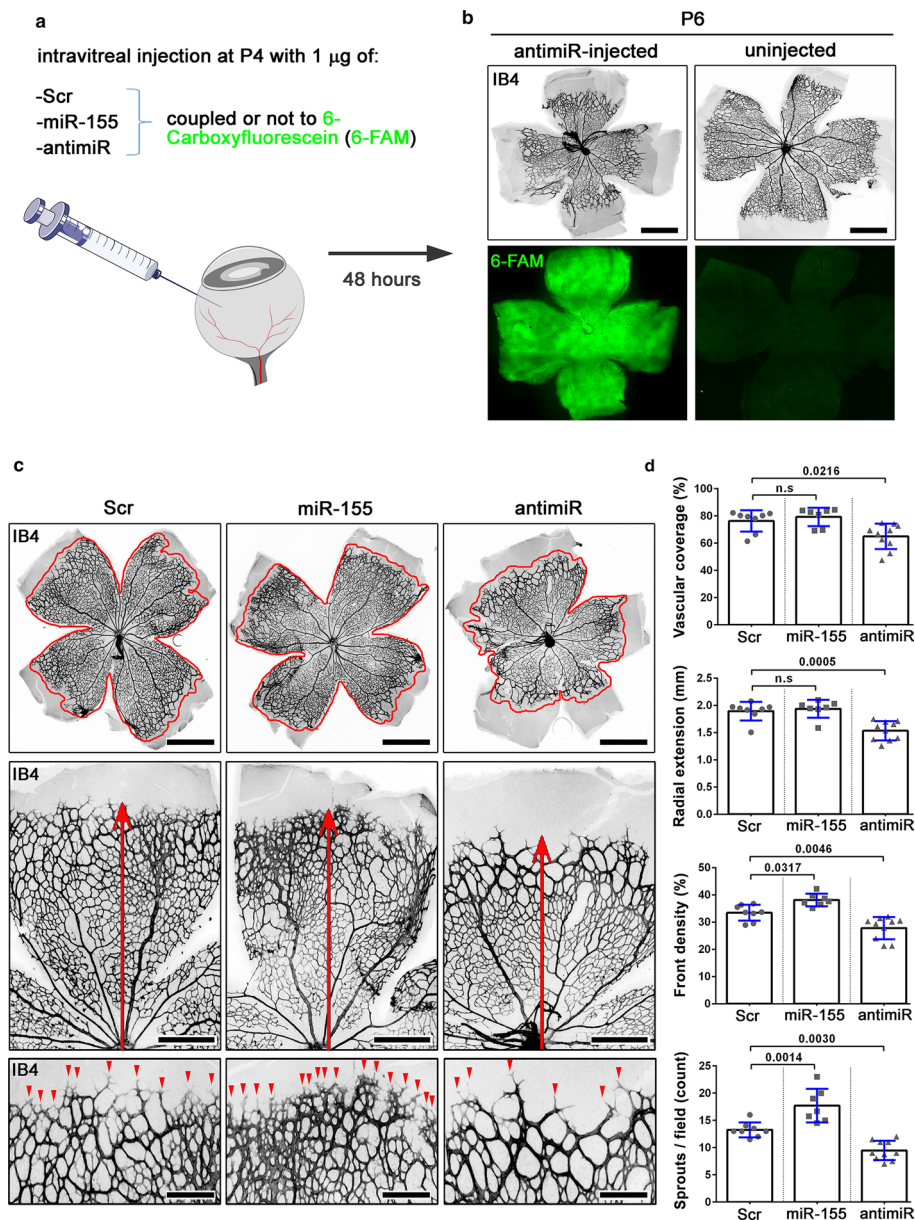 a
intravitreal injection at P4 with 1 µg of:
-Scr
-miR-155
-antimiR
coupled or not to 6-
Carboxyfluorescein (6-FAM)
48 hours
b
P6
antimiR-injected
uninjected
IB4
6-FAM
c
Scr
miR-155
antimiR
IB4
IB4
IB4
d
Vascular coverage (%)
100
80
60
40
20
0
0.0216
n.s
Scr
miR-155
antimiR
Radial extension (mm)
2.5
2.0
1.5
1.0
0.5
0.0
0.0005
n.s
Scr
miR-155
antimiR
Front density (%)
50
40
30
20
10
0
0.0046
0.0317
Scr
miR-155
antimiR
Sprouts / field (count)
25
20
15
10
5
0
0.0030
0.0014
Scr
miR-155
antimiR